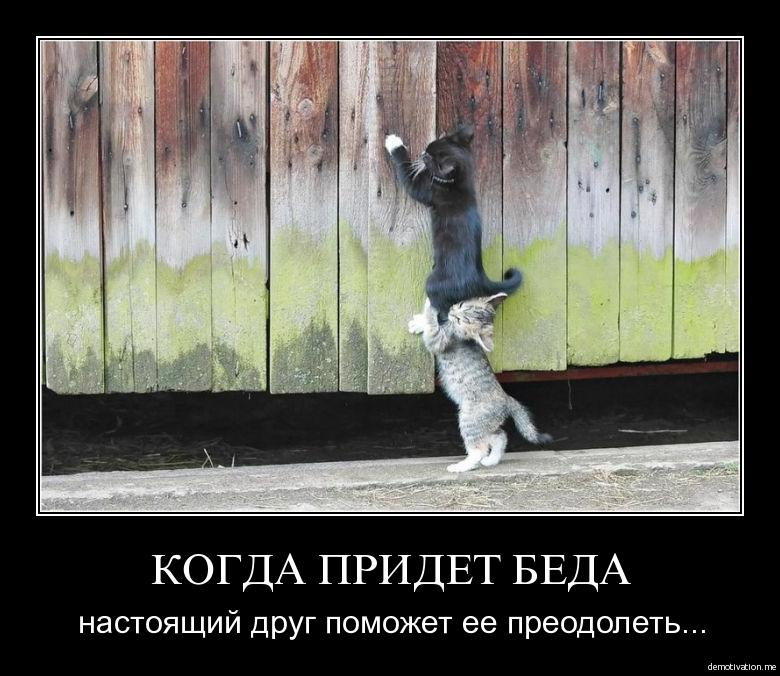 КОГДА ПРИДЕТ БЕДА
настоящий друг поможет ее преодолеть...
demotivation.me